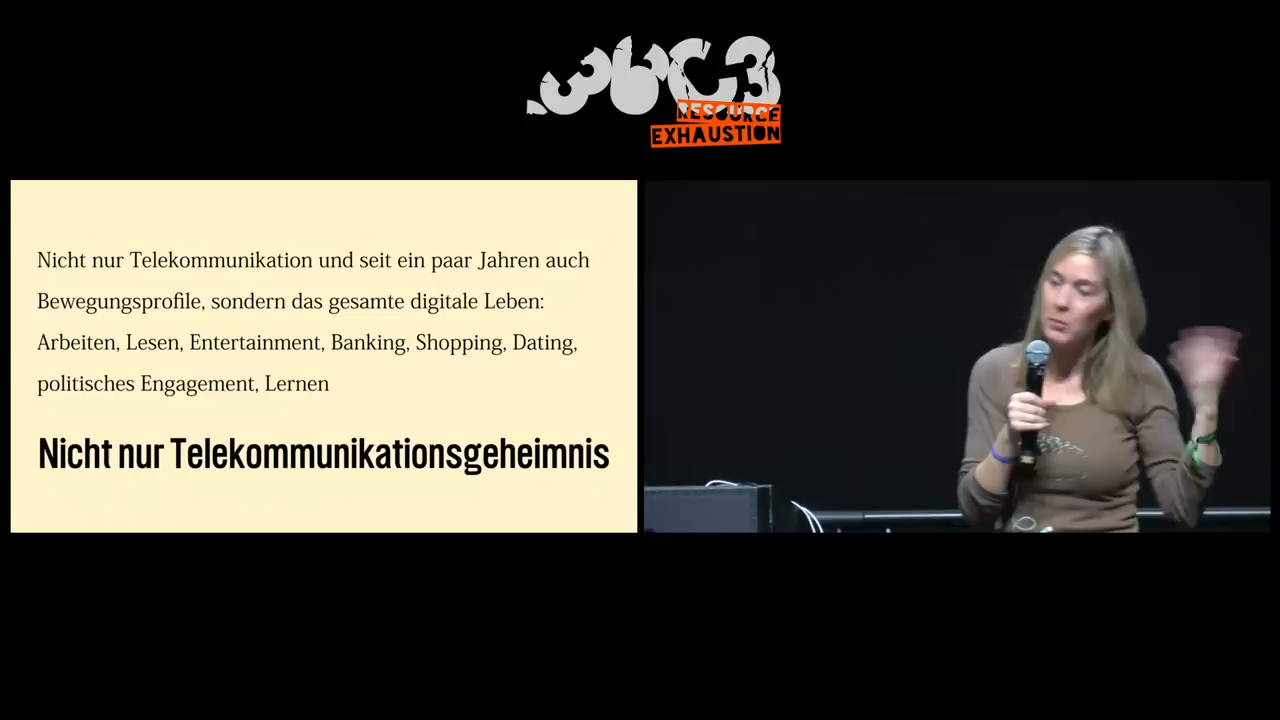 36C3
RESOURCE
EXHAUSTION
Nicht nur Telekommunikation und seit ein paar Jahren auch
Bewegungsprofile, sondern das gesamte digitale Leben:
Arbeiten, Lesen, Entertainment, Banking, Shopping, Dating,
politisches Engagement, Lernen
Nicht nur Telekommunikationsgeheimnis